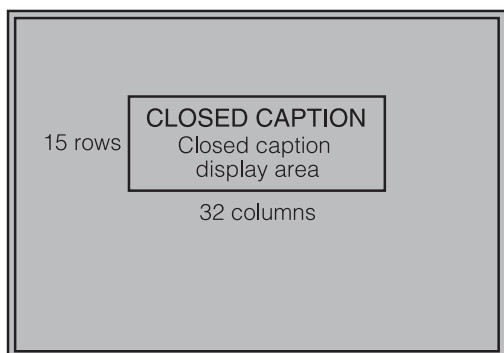 CLOSED CAPTION
Closed caption
display area
15 rows
32 columns